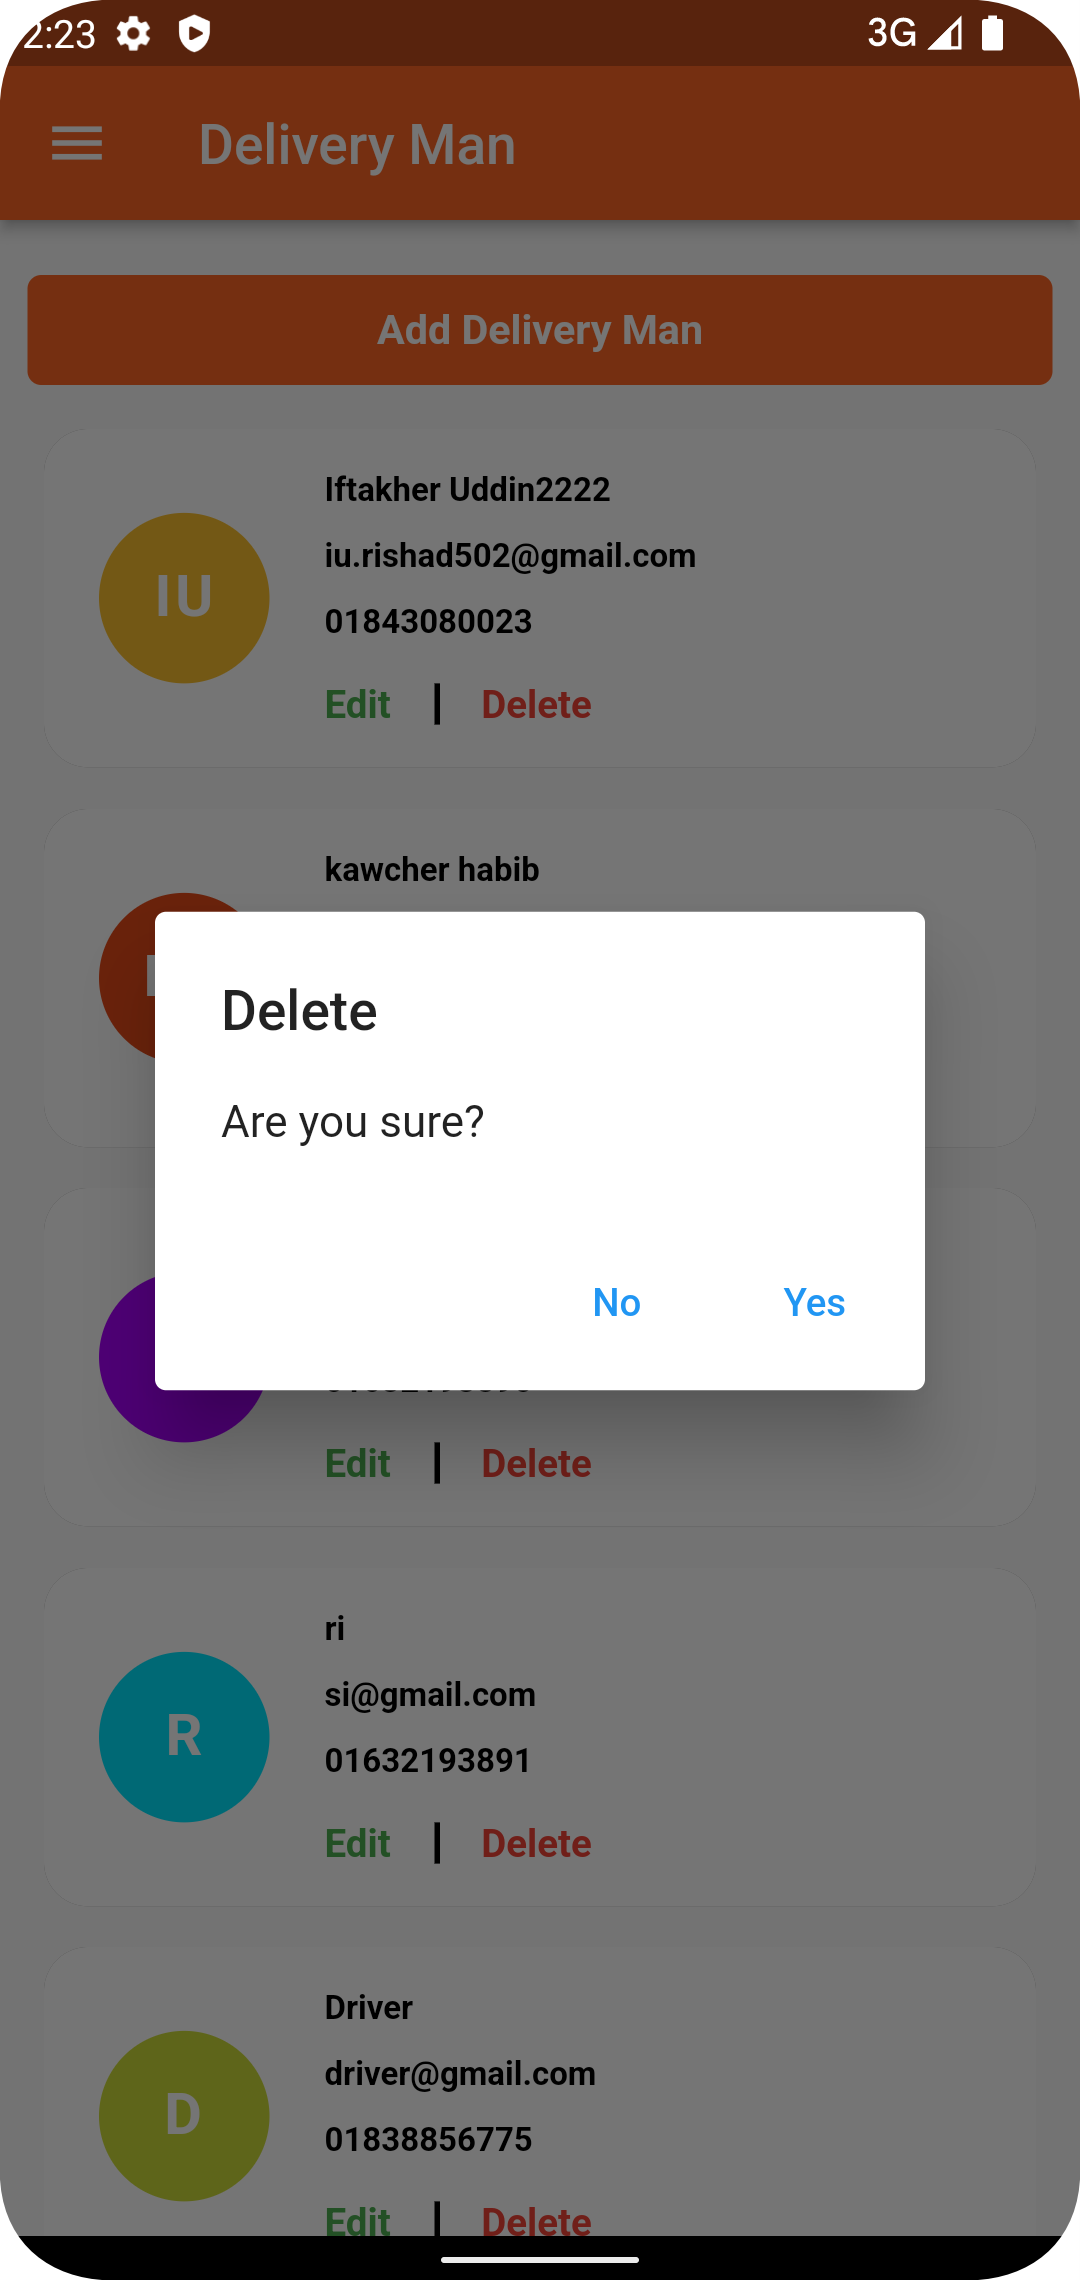 2:23
3G
Delivery Man
Add Delivery Man
Iftakher Uddin2222
iu.rishad502@gmail.com
IU
01843080023
Edit | Delete
kawcher habib
Delete
Are you sure?
No
Yes
Edit | Delete
ri
si@gmail.com
R
01632193891
Edit | Delete
Driver
driver@gmail.com
D
01838856775
Edit | Delete